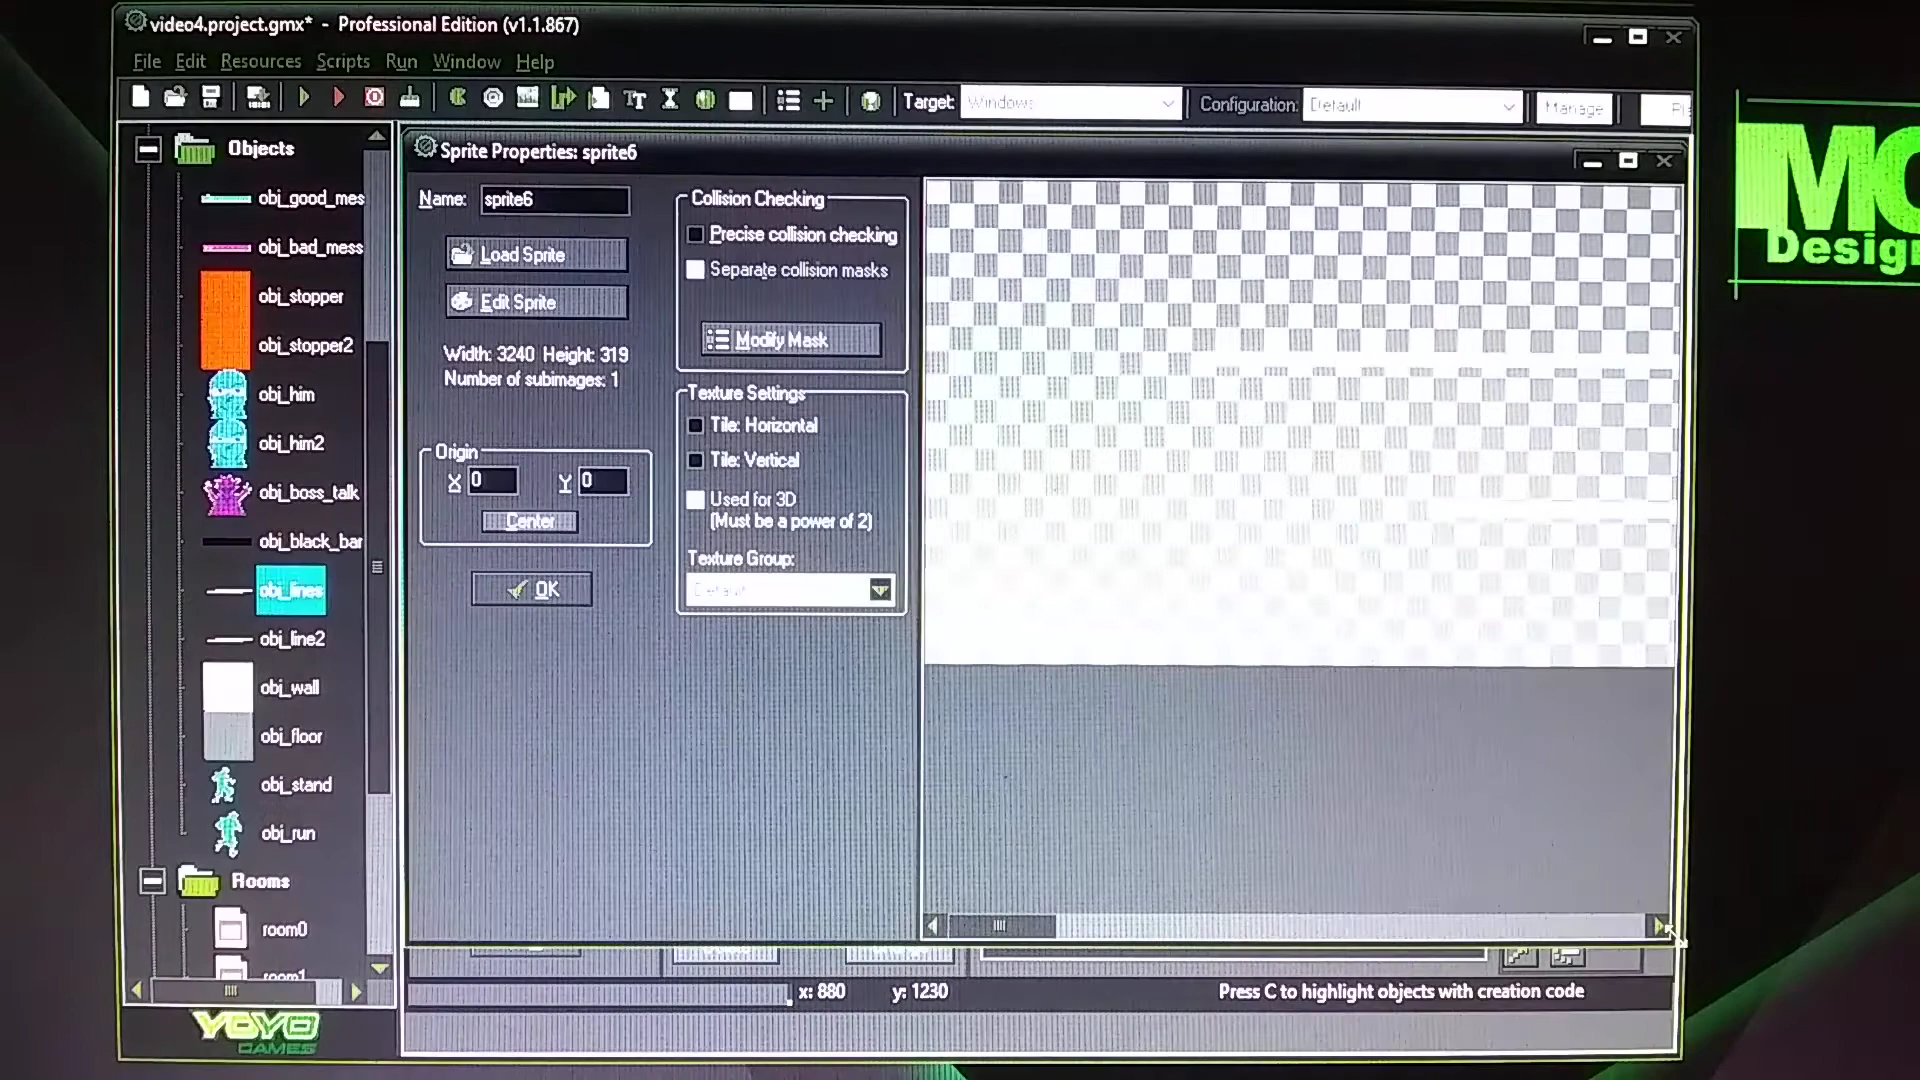 video4.project.gmx* - Professional Edition (v1.1.867)
File Edit Resources Scripts Run Window Help
Target: Windows Configuration: Default Manage
Objects
obj_good_mes
obj_bad_mess
obj_stopper
obj_stopper2
obj_him
obj_him2
obj_boss_talk
obj_black_bar
obj_lines
obj_line2
obj_wall
obj_floor
obj_stand
obj_run
Rooms
room0
room1
YOYO
GAMES
Sprite Properties: sprite6
Name: sprite6
Load Sprite
Edit Sprite
Width: 3240 Height: 319
Number of subimages: 1
Origin
X 0 Y 0
Center
OK
Collision Checking
Precise collision checking
Separate collision masks
Modify Mask
Texture Settings
Tile: Horizontal
Tile: Vertical
Used for 3D
(Must be a power of 2)
Texture Group:
Default
x: 880 y: 1230
Press C to highlight objects with creation code